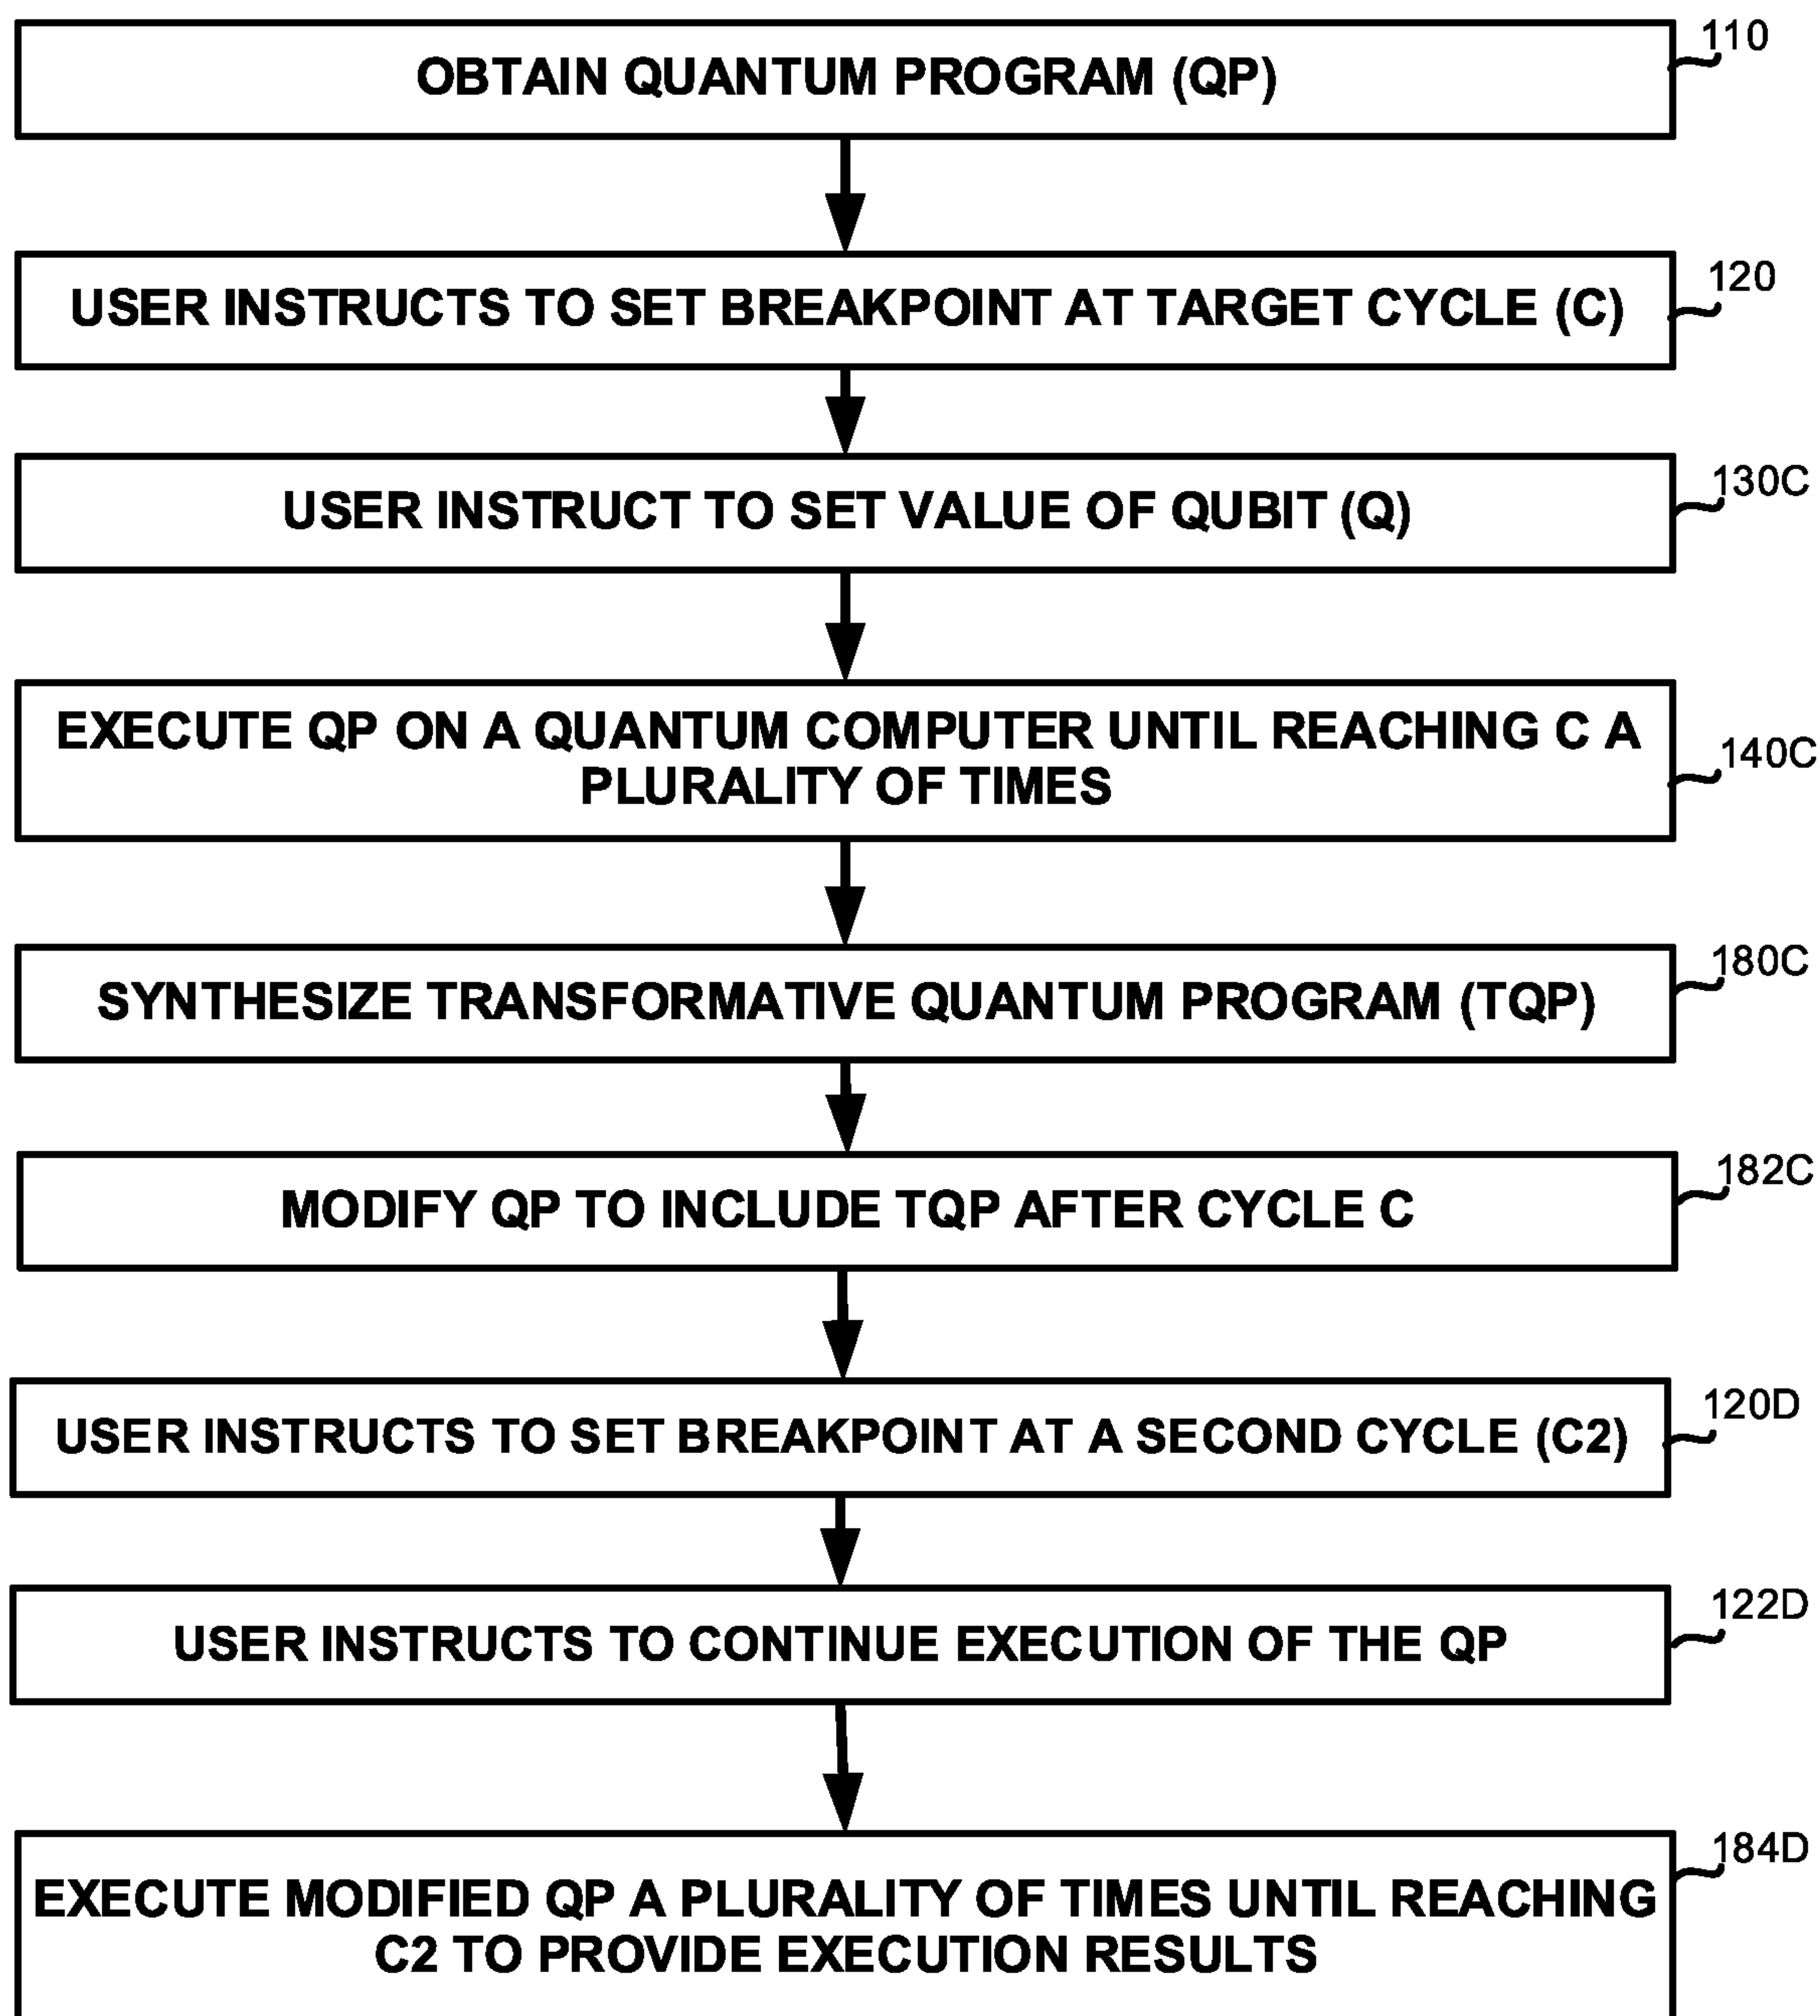 OBTAIN QUANTUM PROGRAM (QP)
110
USER INSTRUCTS TO SET BREAKPOINT AT TARGET CYCLE (C)
120
USER INSTRUCT TO SET VALUE OF QUBIT (Q)
130C
EXECUTE QP ON A QUANTUM COMPUTER UNTIL REACHING C A
PLURALITY OF TIMES
140C
SYNTHESIZE TRANSFORMATIVE QUANTUM PROGRAM (TQP)
180C
MODIFY QP TO INCLUDE TQP AFTER CYCLE C
182C
USER INSTRUCTS TO SET BREAKPOINT AT A SECOND CYCLE (C2)
120D
USER INSTRUCTS TO CONTINUE EXECUTION OF THE QP
122D
EXECUTE MODIFIED QP A PLURALITY OF TIMES UNTIL REACHING
C2 TO PROVIDE EXECUTION RESULTS
184D